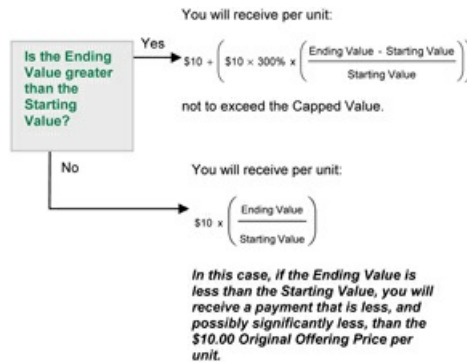 You will receive per unit:
Is the Ending
Value greater
than the
Starting
Value?
Yes
$10 + ( $10 × 300% x ( Ending Value - Starting Value
Starting Value ) )
not to exceed the Capped Value.
No
You will receive per unit:
$10 x ( Ending Value
Starting Value )
In this case, if the Ending Value is
less than the Starting Value, you will
receive a payment that is less, and
possibly significantly less, than the
$10.00 Original Offering Price per
unit.